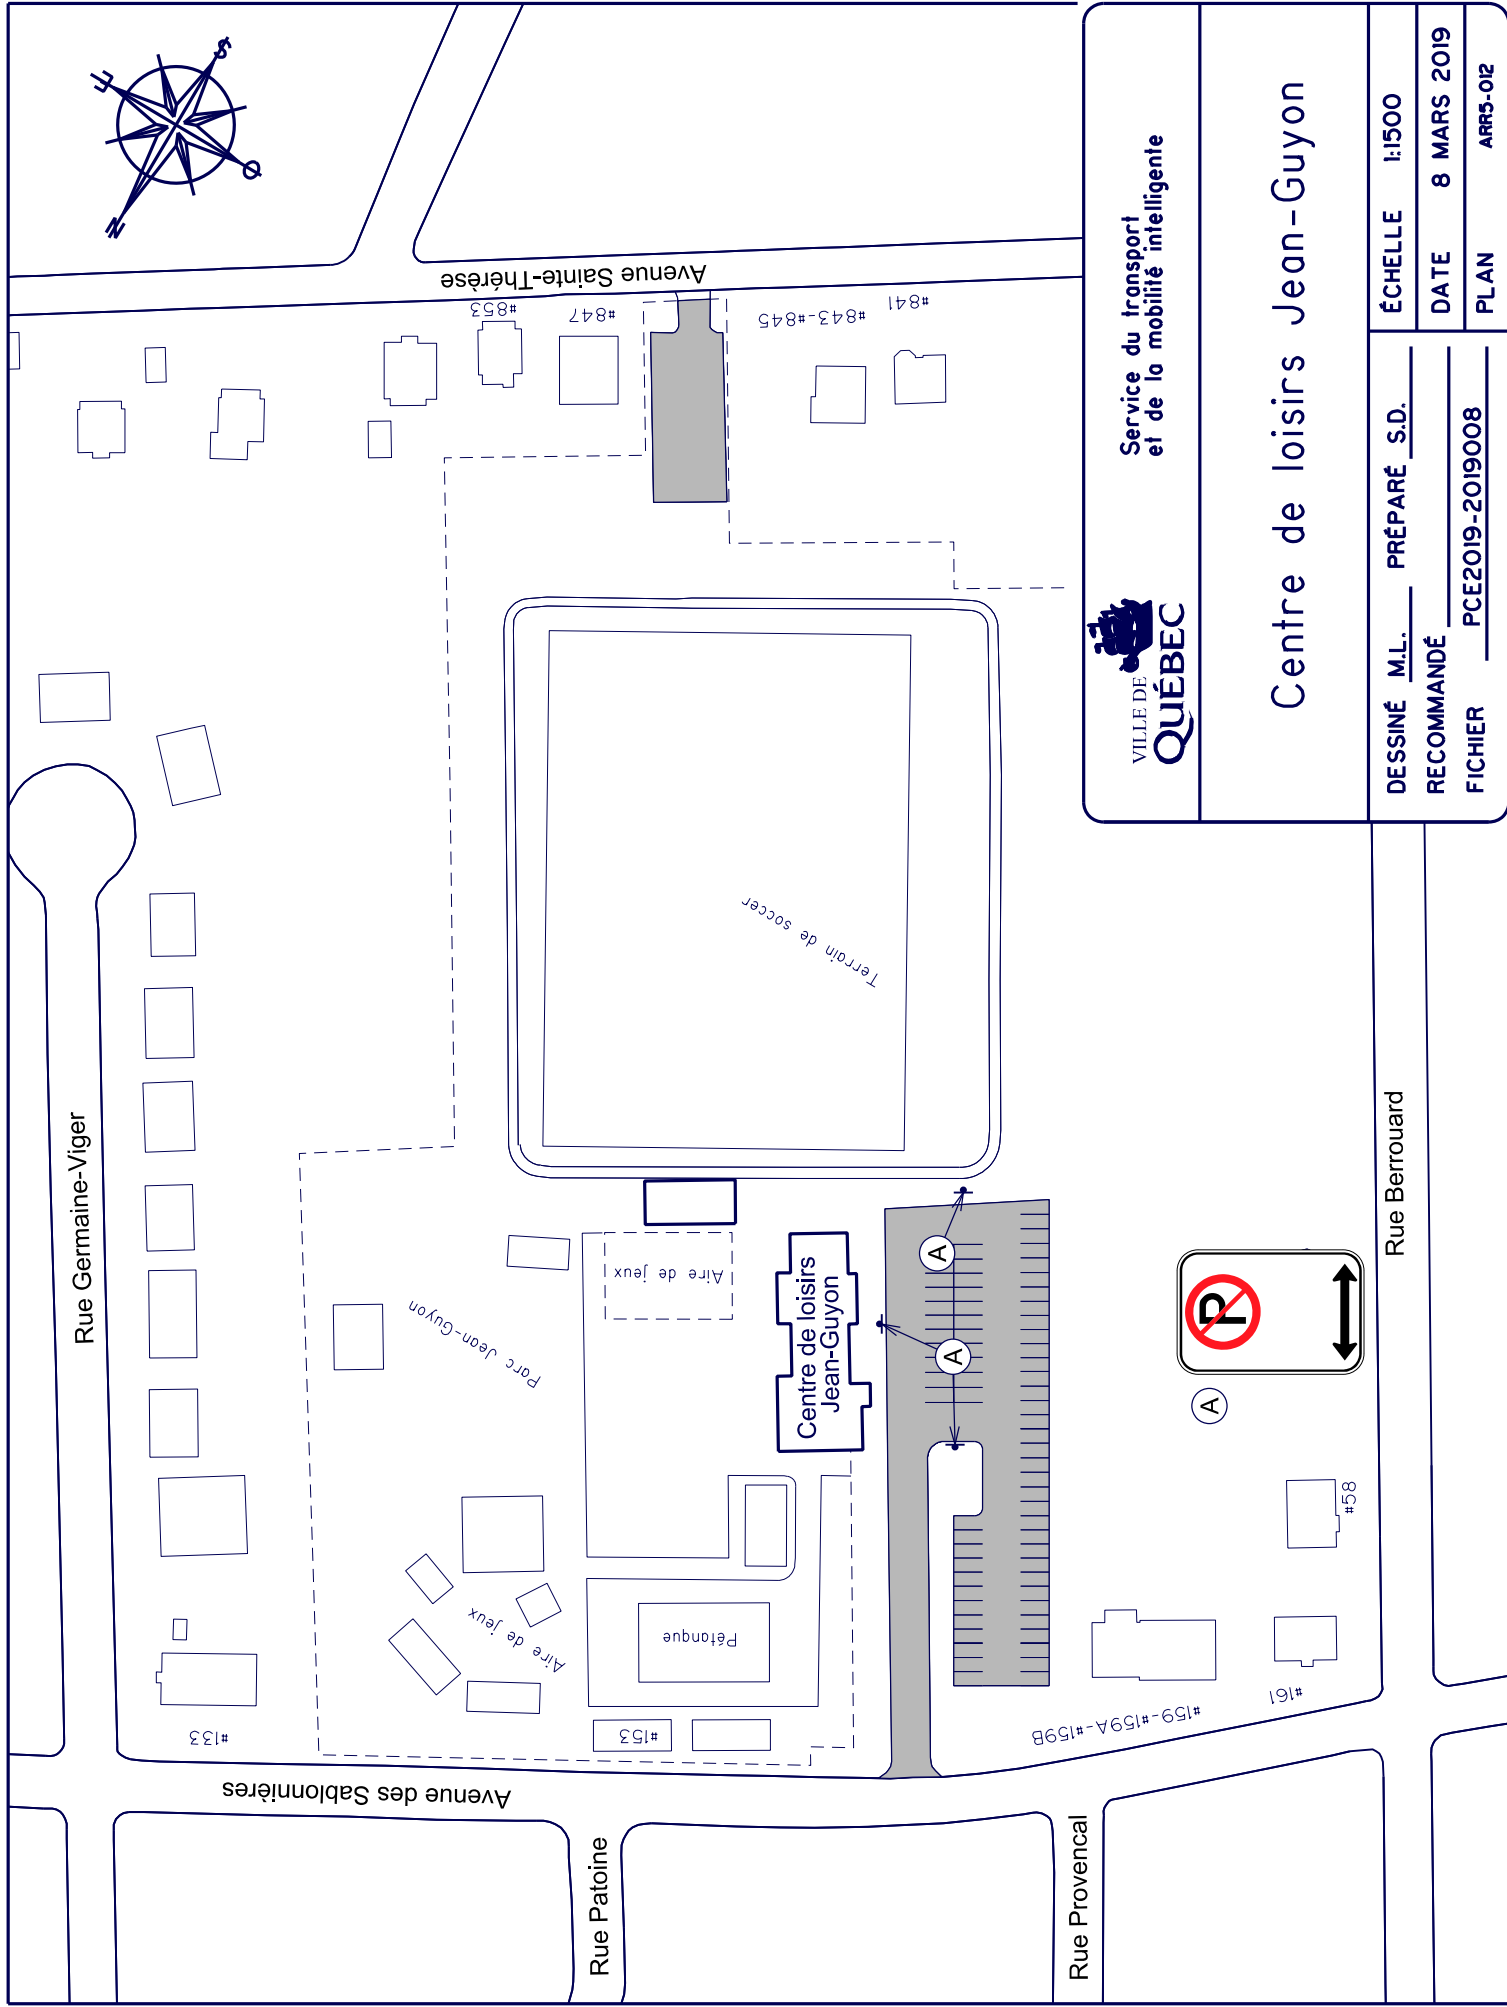 N
S
E
O
Avenue Sainte-Thérèse
#853
#847
#843-#845
#841
Rue Germaine-Viger
Terrain de soccer
Parc Jean-Guyon
Aire de jeux
Centre de loisirs
Jean-Guyon
A
A
A
P
Aire de jeux
Pétanque
#133
#153
#159-#159A-#159B
#161
#58
Rue Berrouard
Avenue des Sablonnières
Rue Patoine
Rue Provencal
VILLE DE
QUÉBEC
Service du transport
et de la mobilité intelligente
Centre de loisirs Jean-Guyon
DESSINÉ M.L. PRÉPARÉ S.D.
RECOMMANDÉ
FICHIER PCE2019-2019008
ÉCHELLE 1:1500
DATE 8 MARS 2019
PLAN ARR5-012